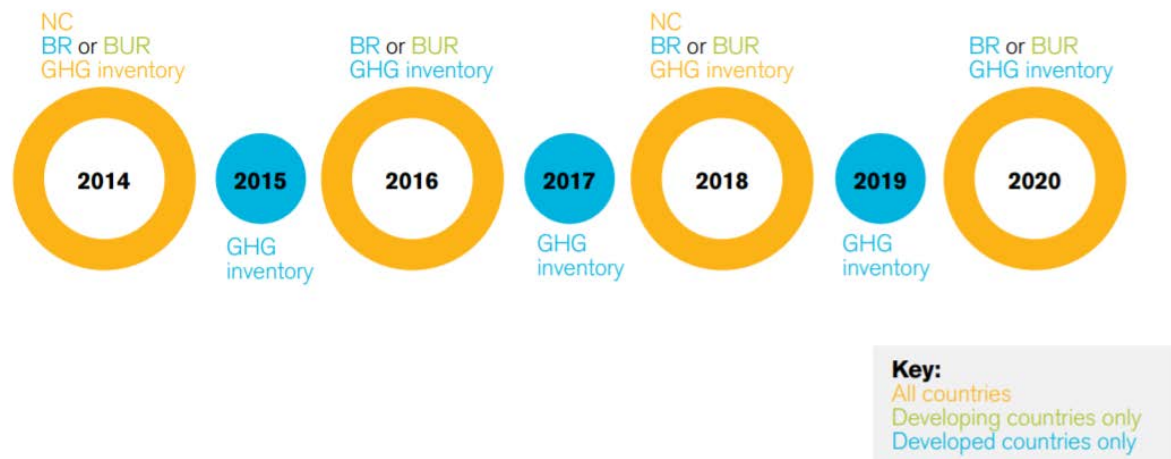 NC
BR or BUR
GHG inventory
BR or BUR
GHG inventory
NC
BR or BUR
GHG inventory
BR or BUR
GHG inventory
2014
2015
2016
2017
2018
2019
2020
GHG
inventory
GHG
inventory
GHG
inventory
Key:
All countries
Developing countries only
Developed countries only